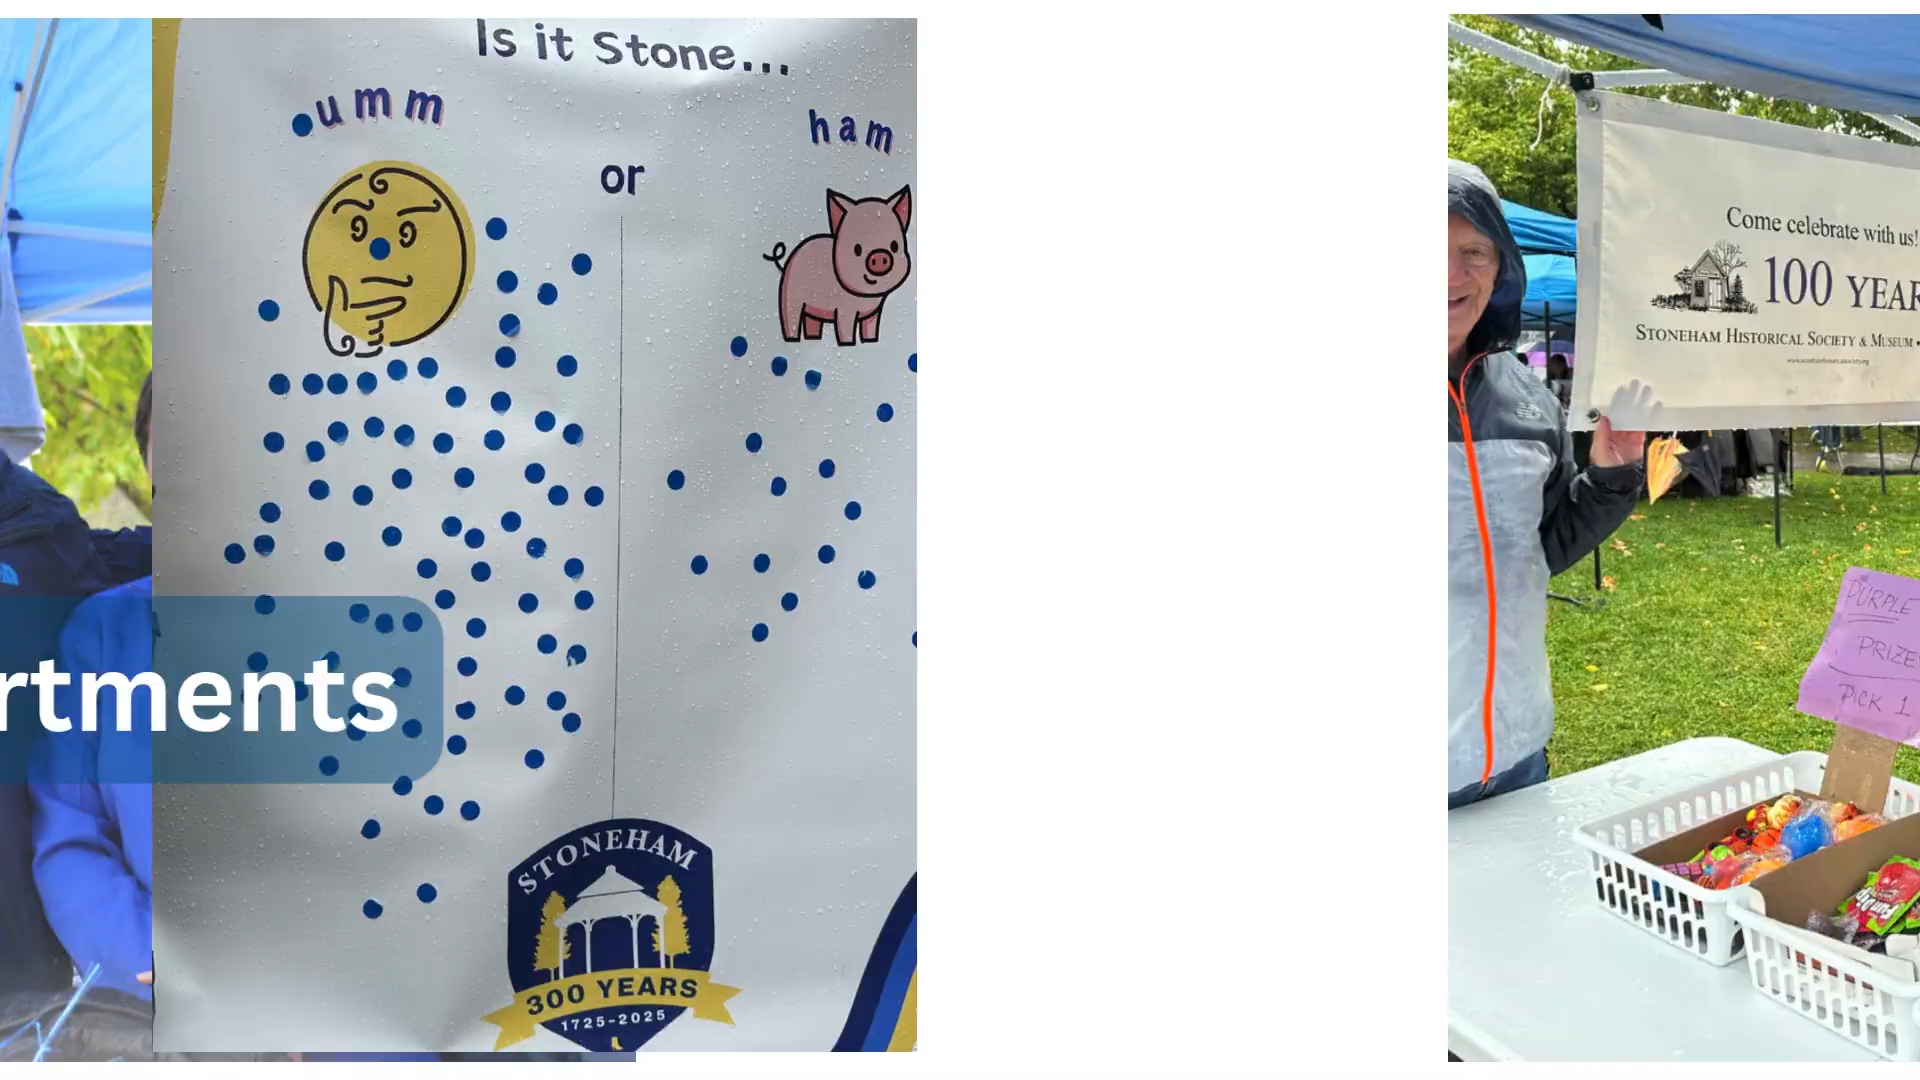 Is it Stone...
umm
or
ham
rtments
STONEHAM
300 YEARS
1725-2025
Come celebrate with us!
100 YEAR
STONEHAM HISTORICAL SOCIETY & MUSEUM •
PURPLE
PRIZE
PICK 1
FunDip